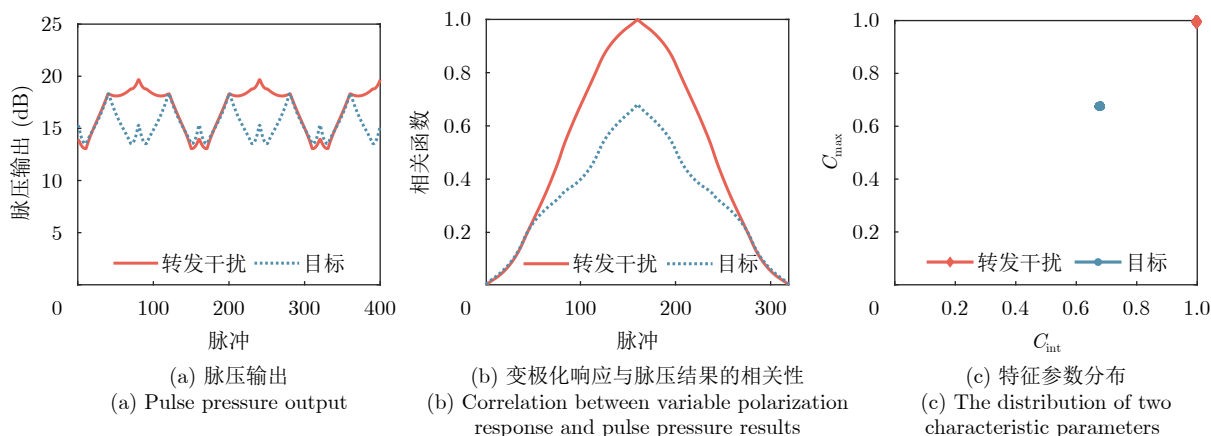 25
20
15
10
5
0
100
200
300
400
脉压输出 (dB)
脉冲
转发干扰
目标
(a) 脉压输出
(a) Pulse pressure output
1.0
0.8
0.6
0.4
0.2
0
100
200
300
相关函数
脉冲
转发干扰
目标
(b) 变极化响应与脉压结果的相关性
(b) Correlation between variable polarization
response and pulse pressure results
1.0
0.8
0.6
0.4
0.2
0
0.2
0.4
0.6
0.8
1.0
Cmax
Cint
转发干扰
目标
(c) 特征参数分布
(c) The distribution of two
characteristic parameters